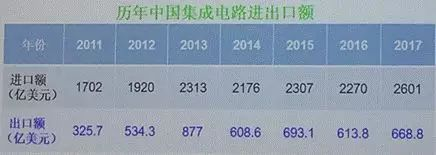 历年中国集成电路进出口额
年份 2011 2012 2013 2014 2015 2016 2017
进口额
(亿美元) 1702 1920 2313 2176 2307 2270 2601
出口额
(亿美元) 325.7 534.3 877 608.6 693.1 613.8 668.8